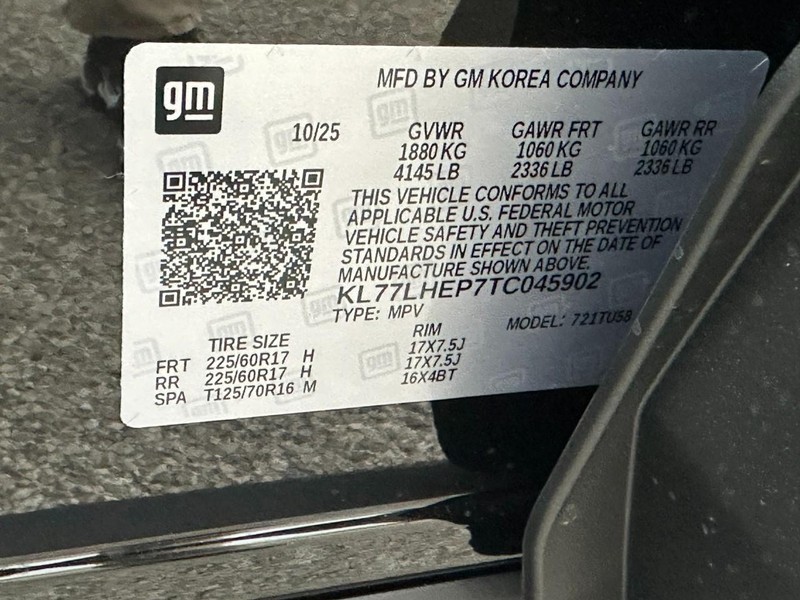 gm
MFD BY GM KOREA COMPANY
10/25 GVWR GAWR FRT GAWR RR
1880 KG 1060 KG 1060 KG
4145 LB 2336 LB 2336 LB
THIS VEHICLE CONFORMS TO ALL
APPLICABLE U.S. FEDERAL MOTOR
VEHICLE SAFETY AND THEFT PREVENTION
STANDARDS IN EFFECT ON THE DATE OF
MANUFACTURE SHOWN ABOVE.
KL77LHEP7TC045902
TYPE: MPV MODEL: 721TU58
TIRE SIZE RIM
FRT 225/60R17 H 17X7.5J
RR 225/60R17 H 17X7.5J
SPA T125/70R16 M 16X4BT